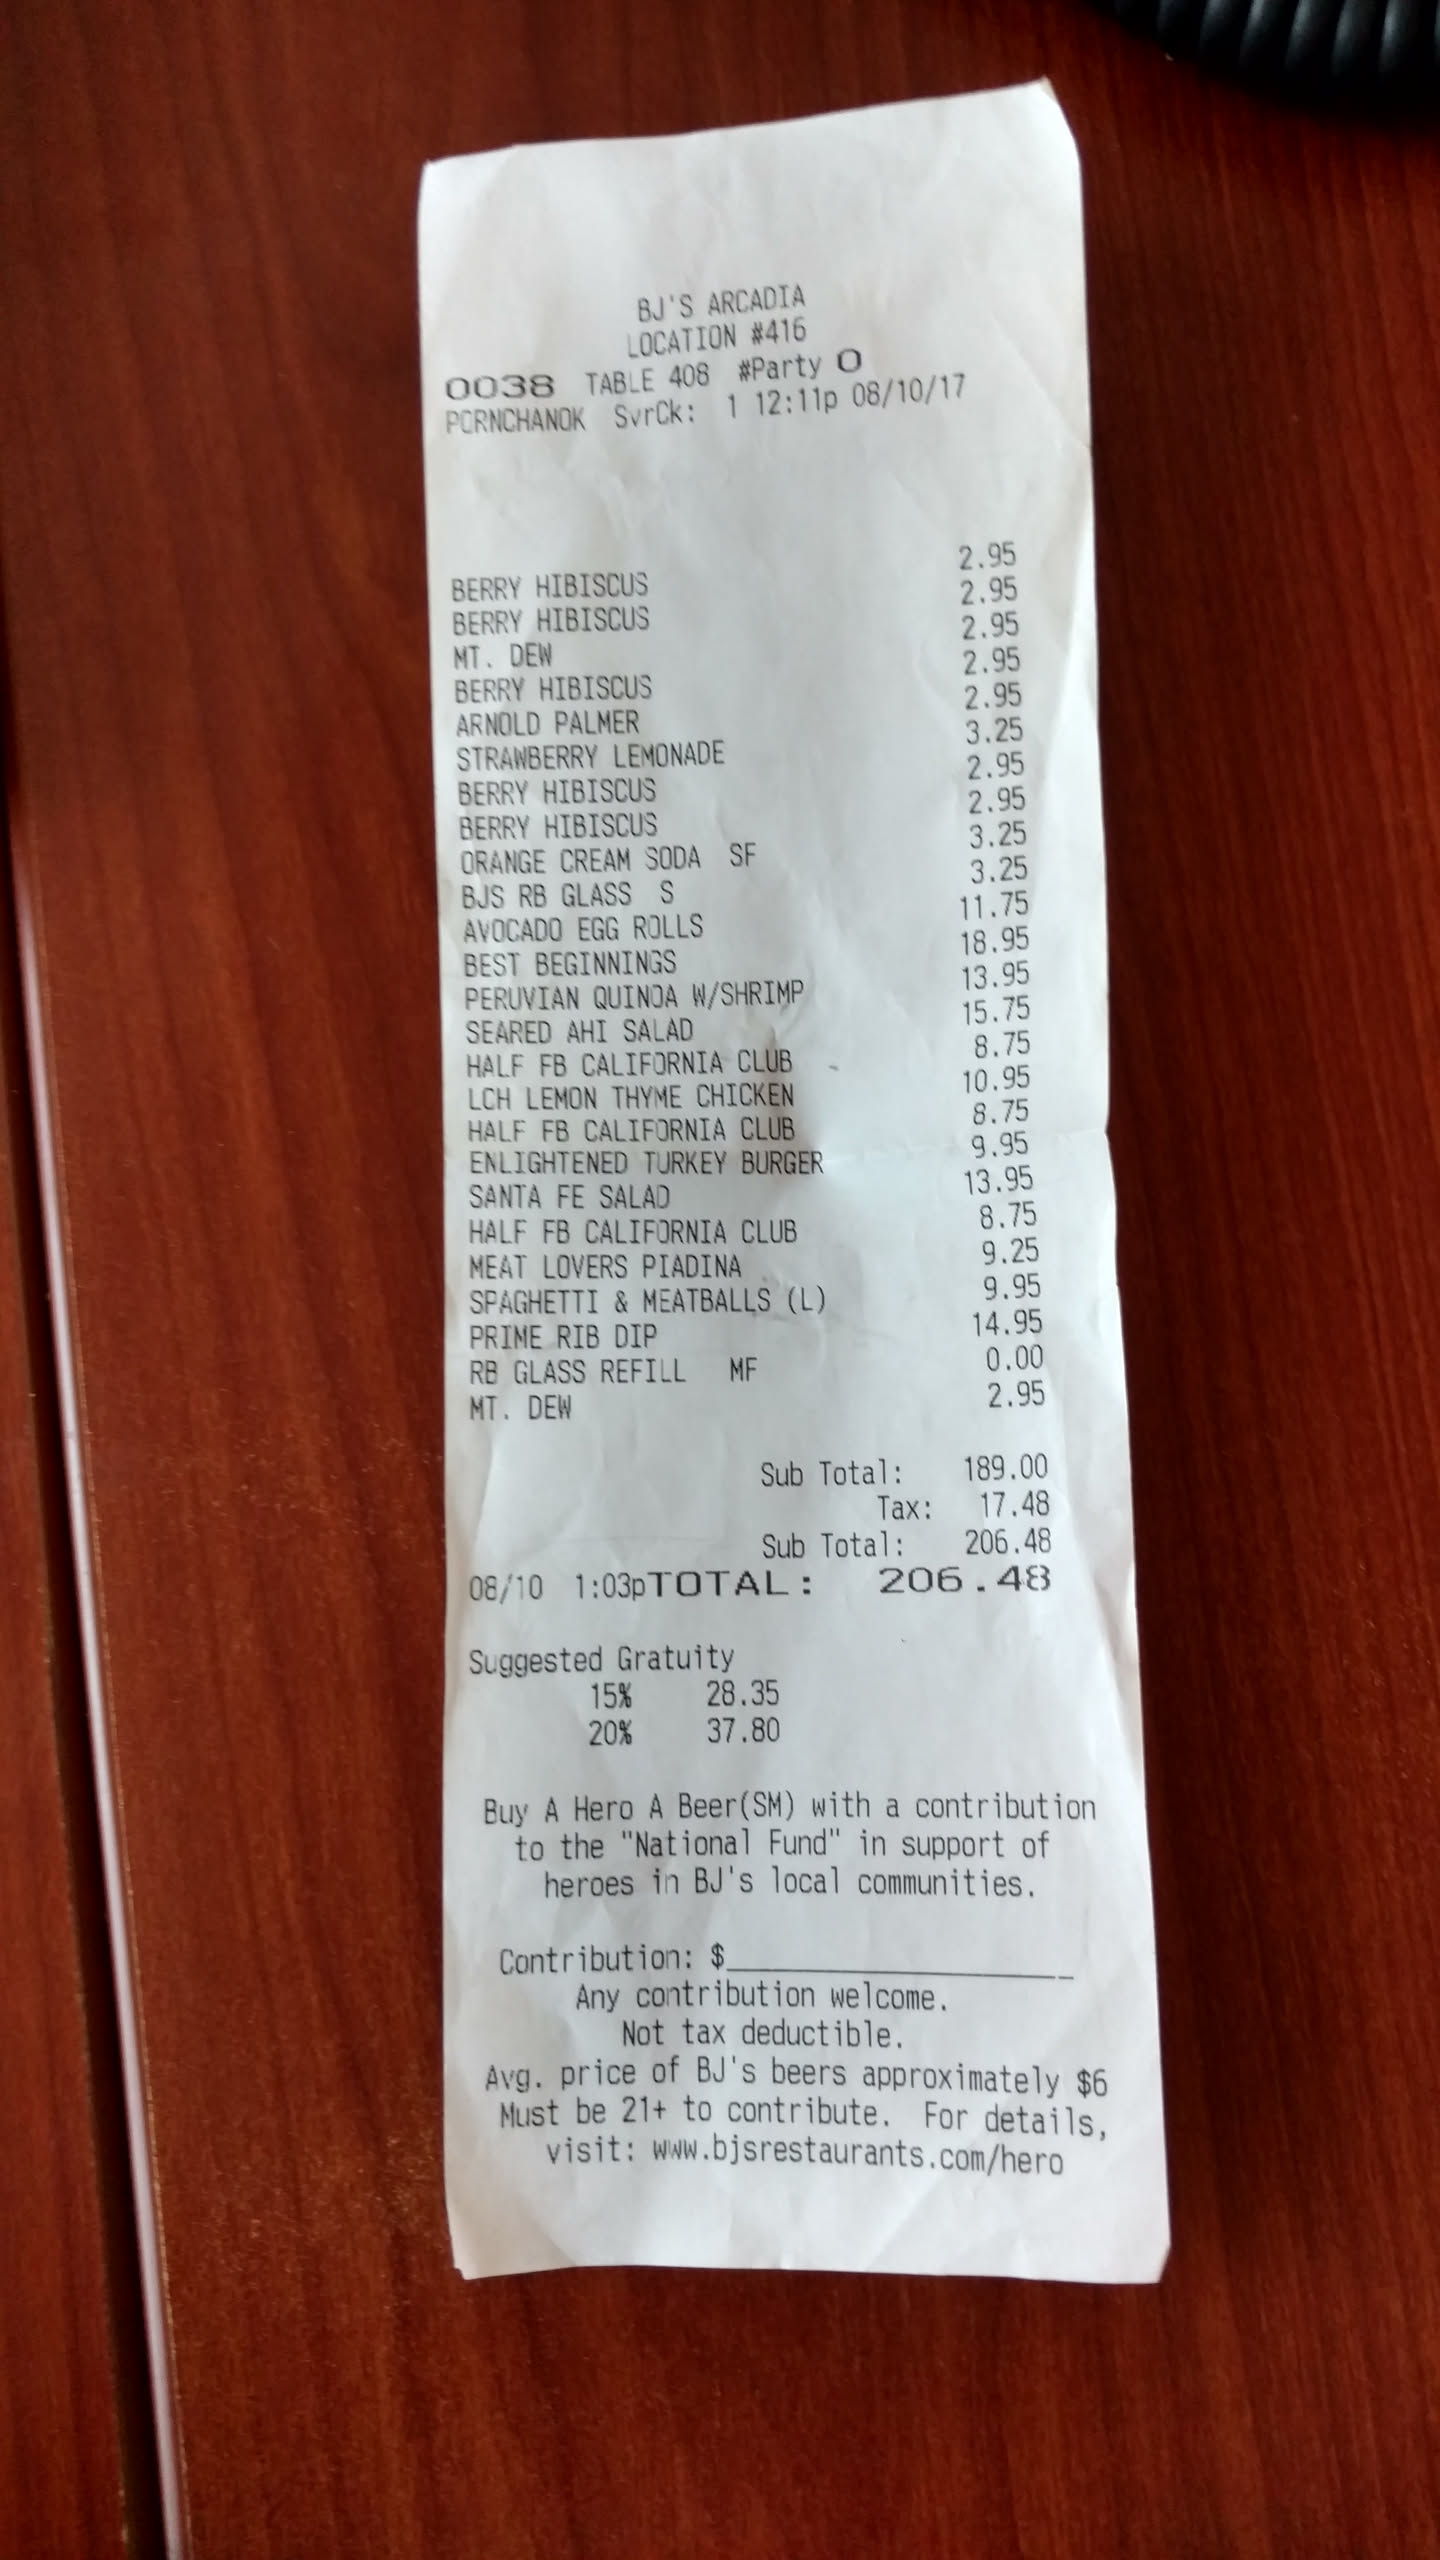 BJ'S ARCADIA
LOCATION #416
0038 TABLE 408 #Party 0
PORNCHANOK SvrCk: 1 12:11p 08/10/17
BERRY HIBISCUS 2.95
BERRY HIBISCUS 2.95
MT. DEW 2.95
BERRY HIBISCUS 2.95
ARNOLD PALMER 2.95
STRAWBERRY LEMONADE 3.25
BERRY HIBISCUS 2.95
BERRY HIBISCUS 2.95
ORANGE CREAM SODA SF 3.25
BJS RB GLASS S 3.25
AVOCADO EGG ROLLS 11.75
BEST BEGINNINGS 18.95
PERUVIAN QUINOA W/SHRIMP 13.95
SEARED AHI SALAD 15.75
HALF FB CALIFORNIA CLUB 8.75
LCH LEMON THYME CHICKEN 10.95
HALF FB CALIFORNIA CLUB 8.75
ENLIGHTENED TURKEY BURGER 9.95
SANTA FE SALAD 13.95
HALF FB CALIFORNIA CLUB 8.75
MEAT LOVERS PIADINA 9.25
SPAGHETTI & MEATBALLS (L) 9.95
PRIME RIB DIP 14.95
RB GLASS REFILL MF 0.00
MT. DEW 2.95
Sub Total: 189.00
Tax: 17.48
Sub Total: 206.48
08/10 1:03pTOTAL: 206.48
Suggested Gratuity
15% 28.35
20% 37.80
Buy A Hero A Beer(SM) with a contribution
to the "National Fund" in support of
heroes in BJ's local communities.
Contribution: $____________________
Any contribution welcome.
Not tax deductible.
Avg. price of BJ's beers approximately $6
Must be 21+ to contribute. For details,
visit: www.bjsrestaurants.com/hero